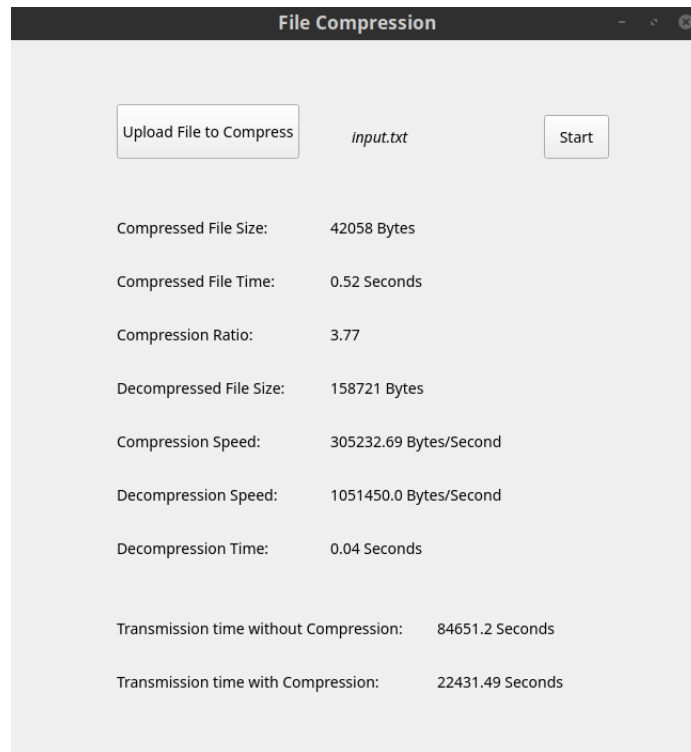 File Compression
Upload File to Compress input.txt Start
Compressed File Size: 42058 Bytes
Compressed File Time: 0.52 Seconds
Compression Ratio: 3.77
Decompressed File Size: 158721 Bytes
Compression Speed: 305232.69 Bytes/Second
Decompression Speed: 1051450.0 Bytes/Second
Decompression Time: 0.04 Seconds
Transmission time without Compression: 84651.2 Seconds
Transmission time with Compression: 22431.49 Seconds